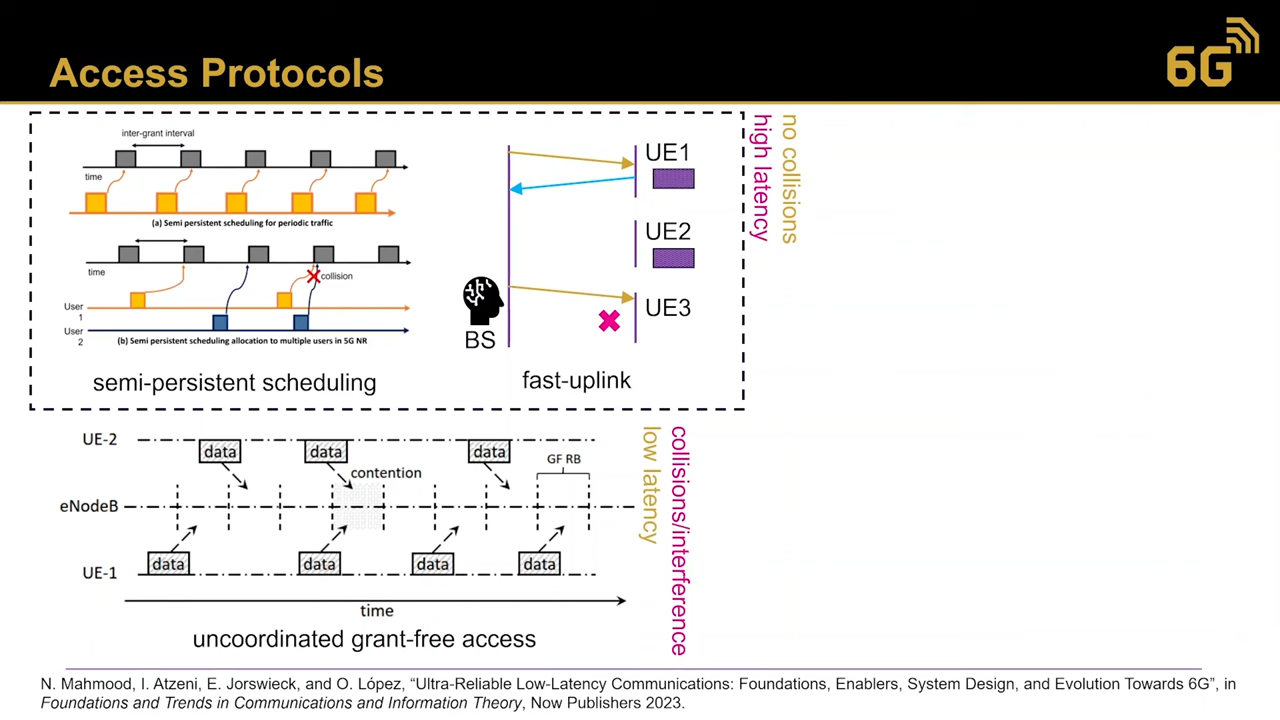 Access Protocols
6G
inter-grant interval
time
(a) Semi persistent scheduling for periodic traffic
time
collision
User
1
User
2
(b) Semi persistent scheduling allocation to multiple users in 5G NR
semi-persistent scheduling
UE1
UE2
UE3
BS
fast-uplink
no collisions
high latency
UE-2
data
data
data
GF RB
contention
eNodeB
data
data
data
data
UE-1
time
uncoordinated grant-free access
low latency
collisions/interference
N. Mahmood, I. Atzeni, E. Jorswieck, and O. López, “Ultra-Reliable Low-Latency Communications: Foundations, Enablers, System Design, and Evolution Towards 6G”, in
Foundations and Trends in Communications and Information Theory, Now Publishers 2023.